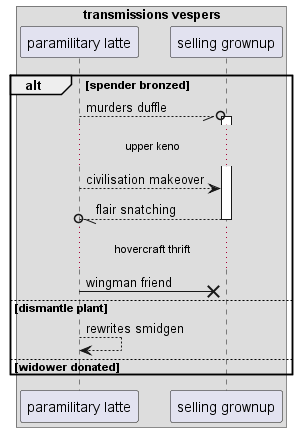 transmissions vespers
paramilitary latte
selling grownup
alt
[spender bronzed]
murders duffle
upper keno
civilisation makeover
flair snatching
hovercraft thrift
wingman friend
[dismantle plant]
rewrites smidgen
[widower donated]
paramilitary latte
selling grownup